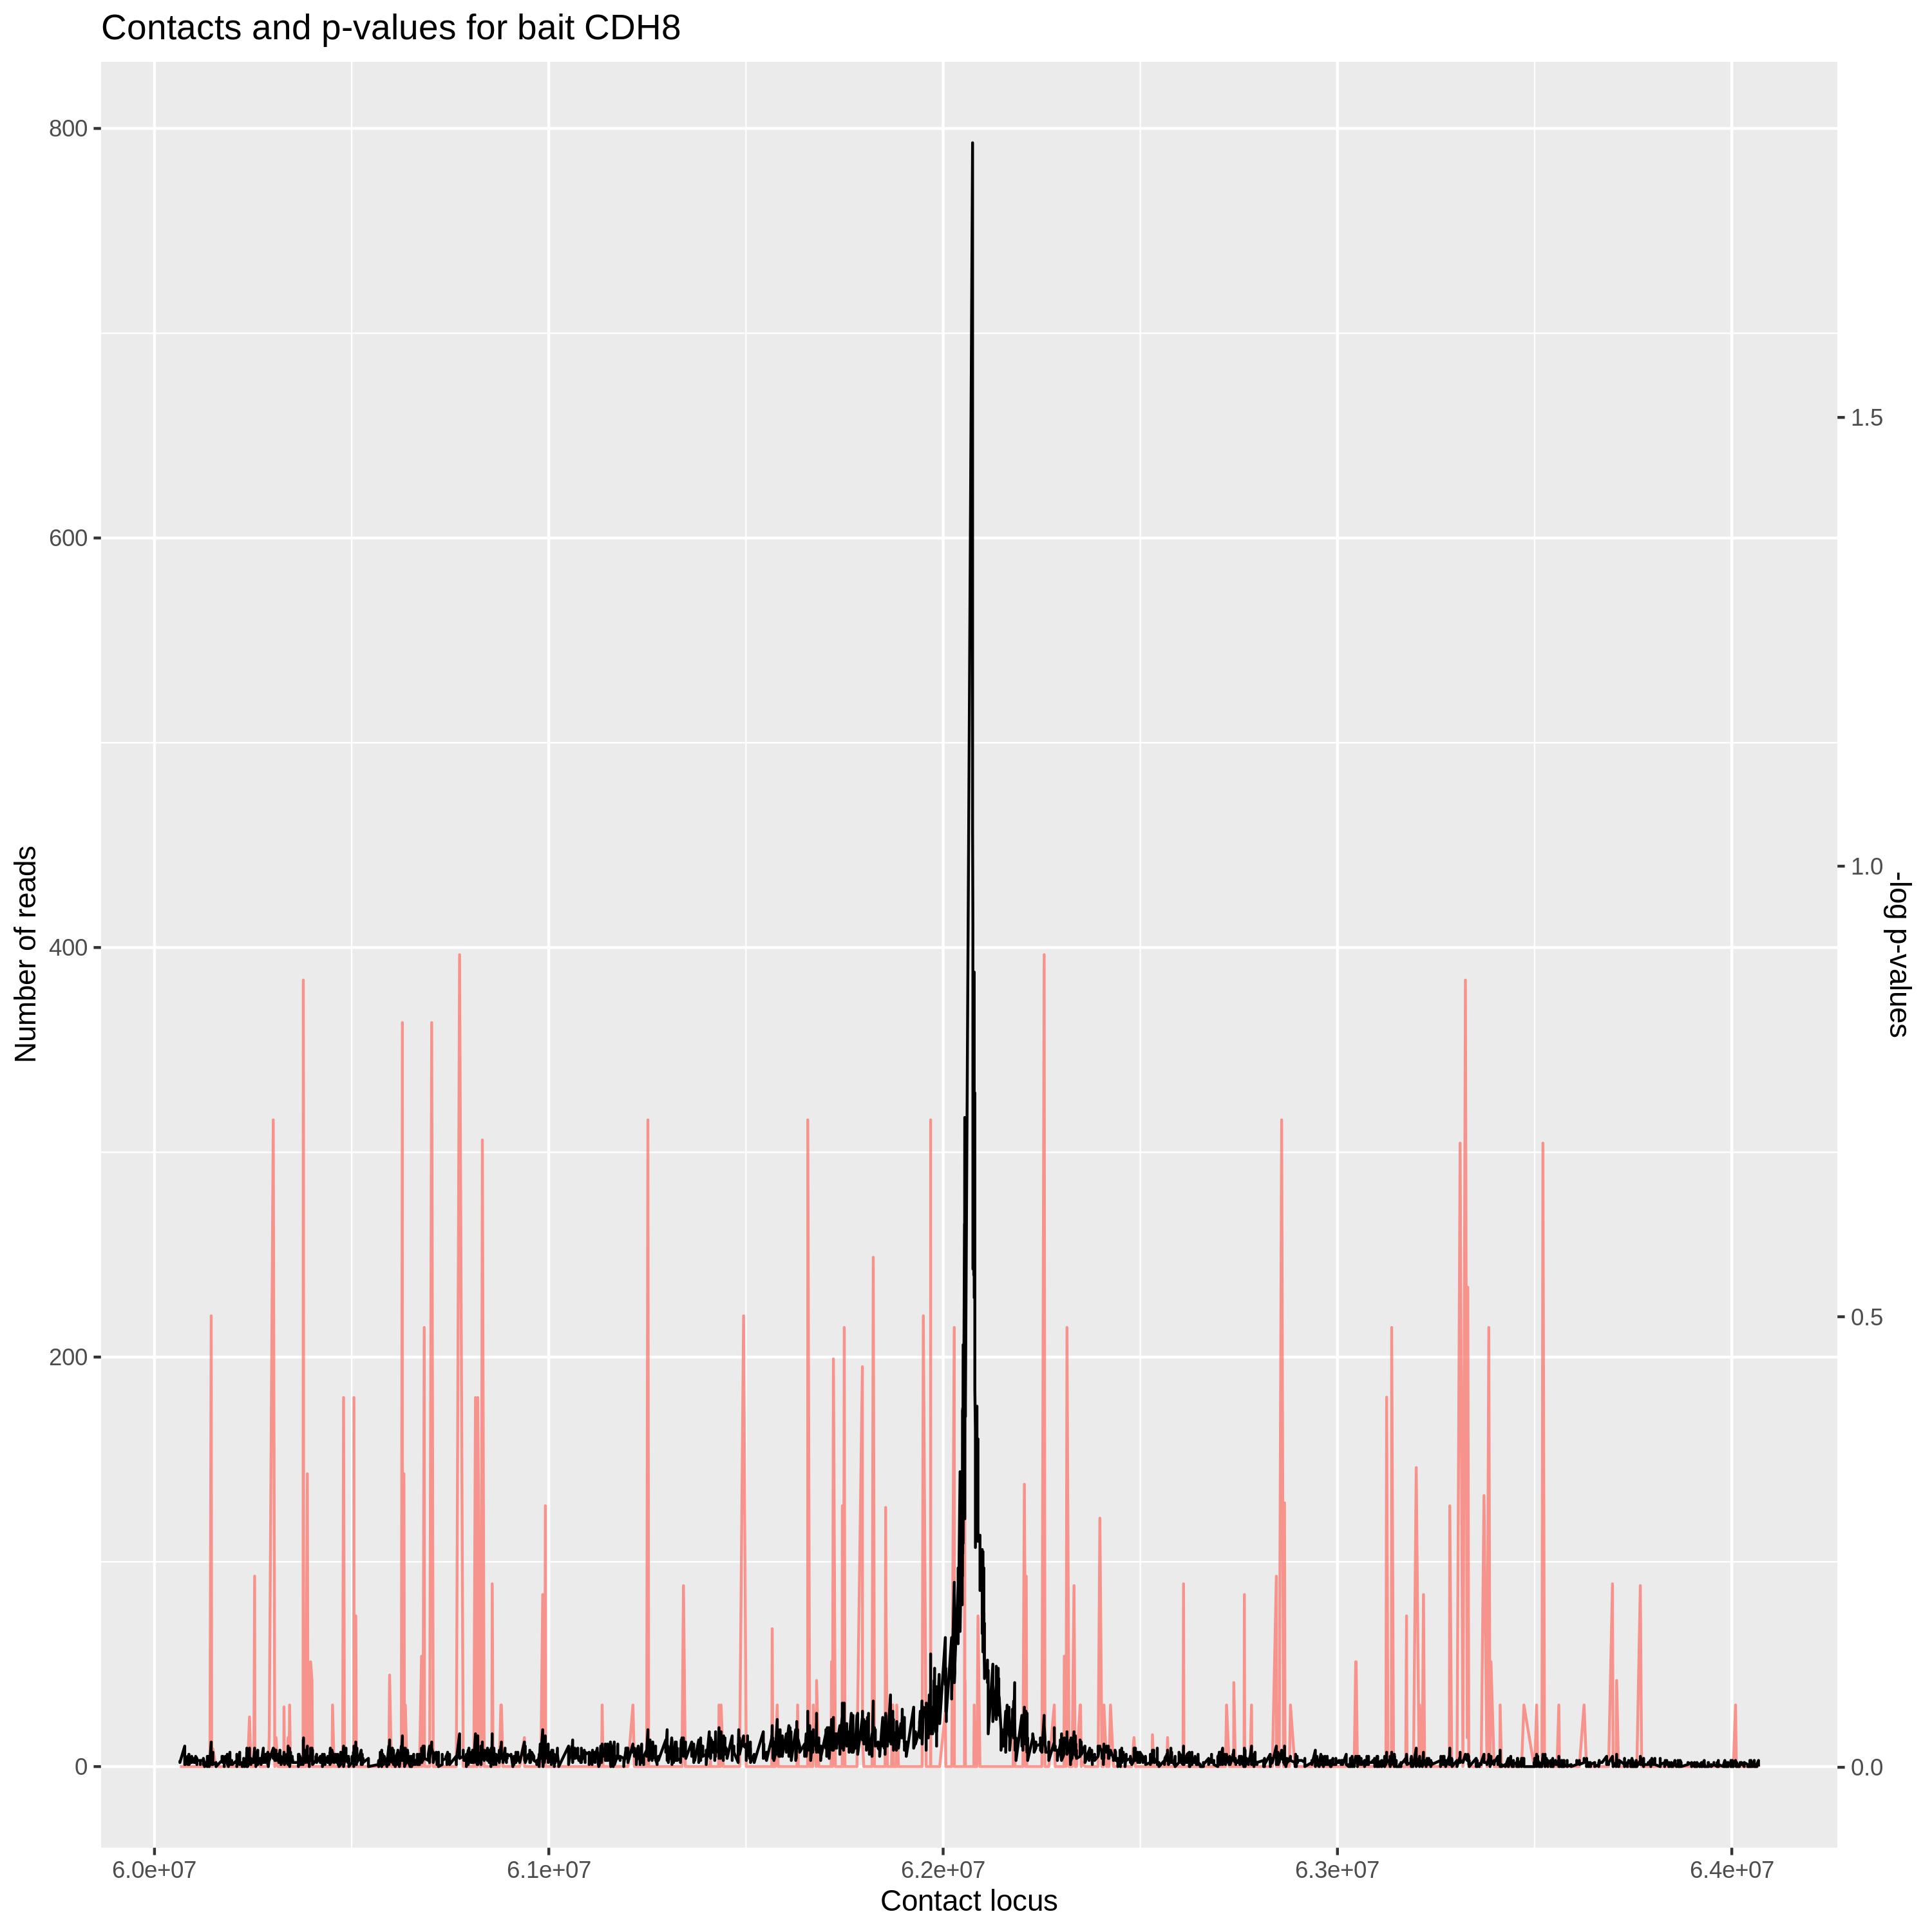 Contacts and p-values for bait CDH8
800
600
400
200
0
Number of reads
1.5
1.0
0.5
0.0
-log p-values
6.0e+07
6.1e+07
6.2e+07
6.3e+07
6.4e+07
Contact locus